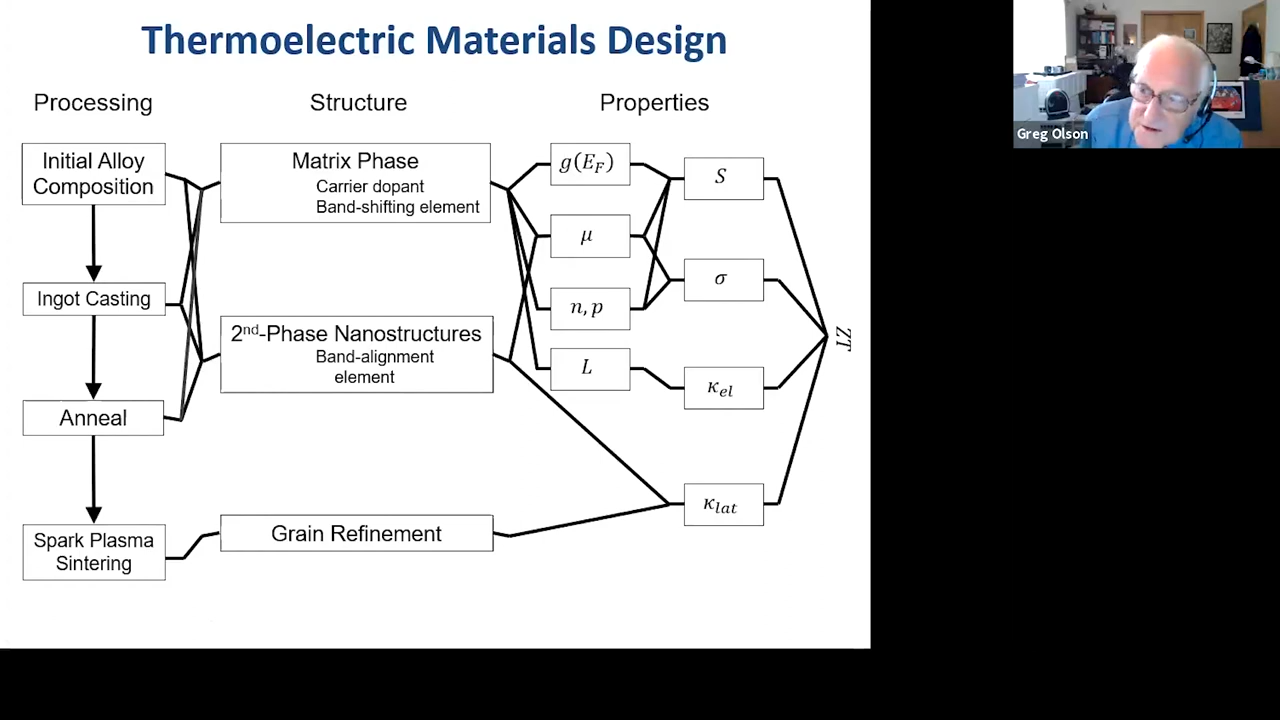 Thermoelectric Materials Design
Processing
Structure
Properties
Initial Alloy
Composition
Ingot Casting
Anneal
Spark Plasma
Sintering
Matrix Phase
Carrier dopant
Band-shifting element
2nd-Phase Nanostructures
Band-alignment
element
Grain Refinement
g(E_F)
μ
n, p
L
S
σ
κ_el
κ_lat
ZT
Greg Olson